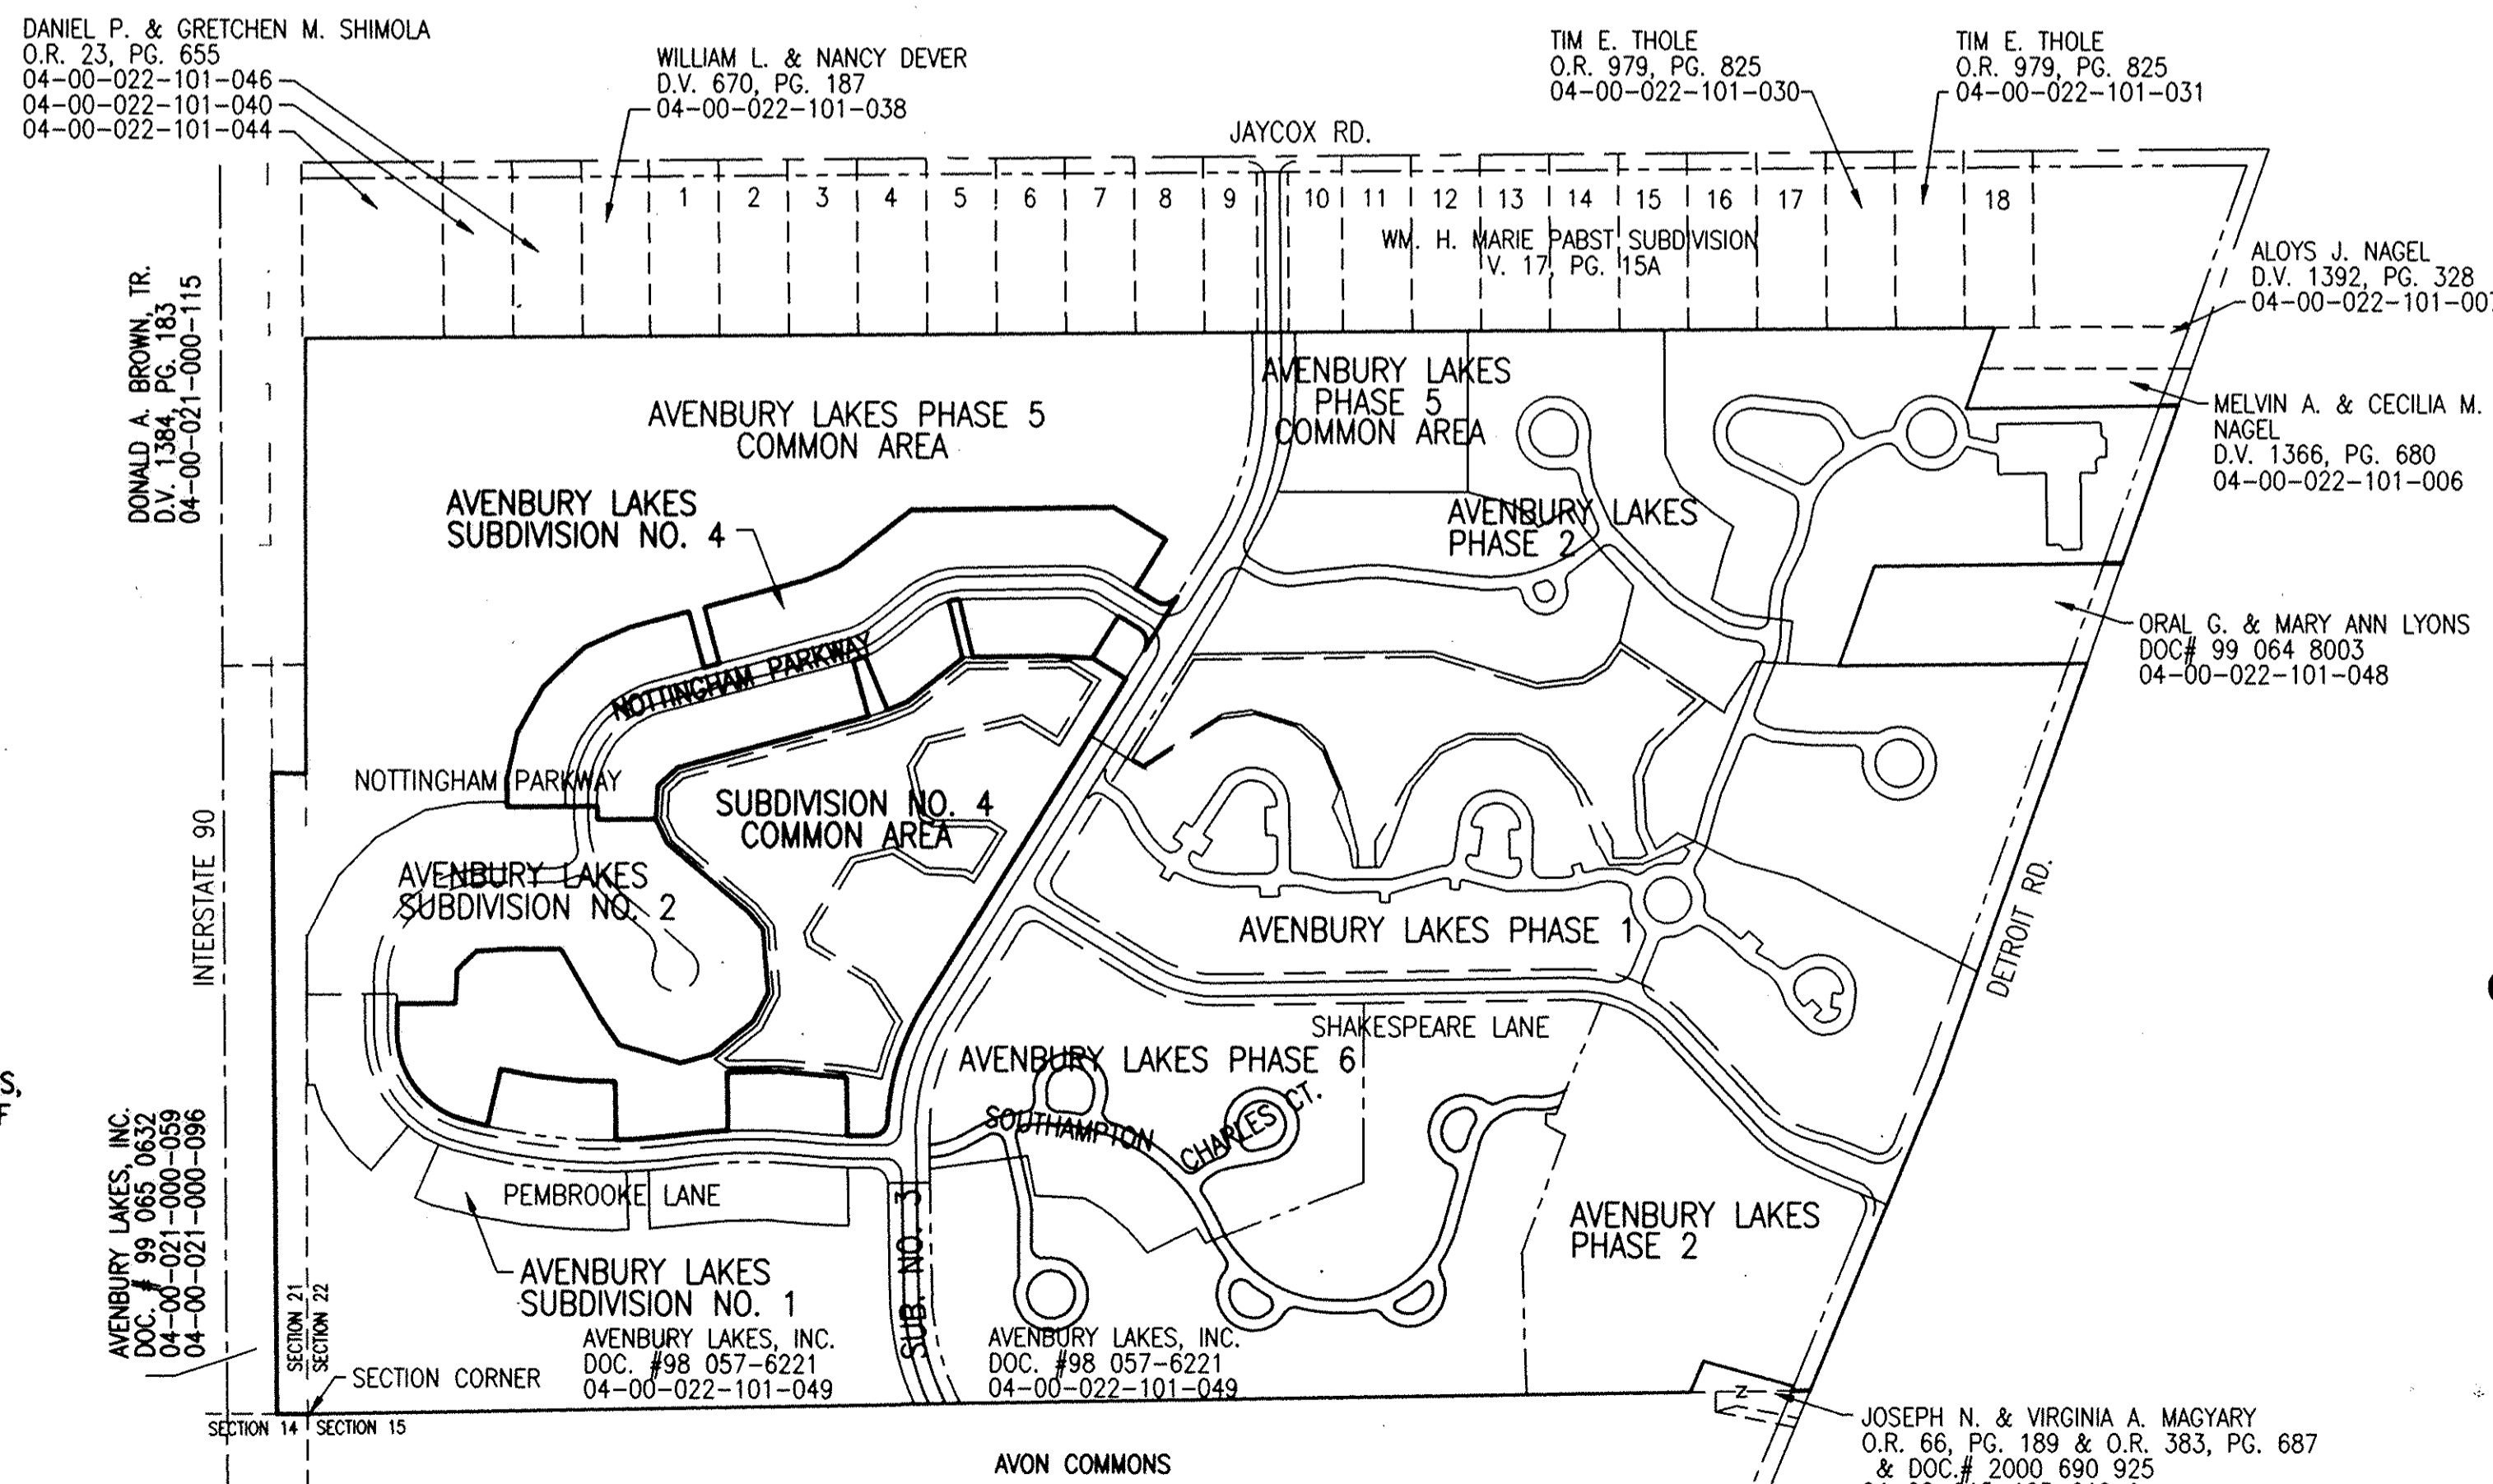 DANIEL P. & GRETCHEN M. SHIMOLA
O.R. 23, PG. 655
04-00-022-101-046
04-00-022-101-040
04-00-022-101-044
WILLIAM L. & NANCY DEVER
D.V. 670, PG. 187
04-00-022-101-038
JAYCOX RD.
TIM E. THOLE
O.R. 979, PG. 825
04-00-022-101-030
TIM E. THOLE
O.R. 979, PG. 825
04-00-022-101-031
1 2 3 4 5 6 7 8 9 10 11 12 13 14 15 16 17 18
WM. H. MARIE PABST SUBDIVISION
V. 17, PG. 15A
ALOYS J. NAGEL
D.V. 1392, PG. 328
04-00-022-101-007
DONALD A. BROWN, TR.
D.V. 1384, PG. 183
04-00-021-000-115
AVENBURY LAKES PHASE 5
COMMON AREA
AVENBURY LAKES
PHASE 5
COMMON AREA
MELVIN A. & CECILIA M.
NAGEL
D.V. 1366, PG. 680
04-00-022-101-006
AVENBURY LAKES
SUBDIVISION NO. 4
AVENBURY LAKES
PHASE 2
ORAL G. & MARY ANN LYONS
DOC# 99 064 8003
04-00-022-101-048
NOTTINGHAM PARKWAY
NOTTINGHAM PARKWAY
SUBDIVISION NO. 4
COMMON AREA
INTERSTATE 90
AVENBURY LAKES
SUBDIVISION NO. 2
AVENBURY LAKES PHASE 1
DETROIT RD.
SHAKESPEARE LANE
AVENBURY LAKES PHASE 6
SOUTHAMPTON
CHARLES CT.
S,
AVENBURY LAKES, INC.
DOC. # 99 065 0632
04-00-021-000-059
04-00-021-000-096
PEMBROOKE LANE
SUB. NO. 3
AVENBURY LAKES
PHASE 2
AVENBURY LAKES
SUBDIVISION NO. 1
SECTION 21
SECTION 22
SECTION CORNER
AVENBURY LAKES, INC.
DOC. #98 057-6221
04-00-022-101-049
AVENBURY LAKES, INC.
DOC. #98 057-6221
04-00-022-101-049
SECTION 14
SECTION 15
AVON COMMONS
Z
JOSEPH N. & VIRGINIA A. MAGYARY
O.R. 66, PG. 189 & O.R. 383, PG. 687
& DOC.# 2000 690 925